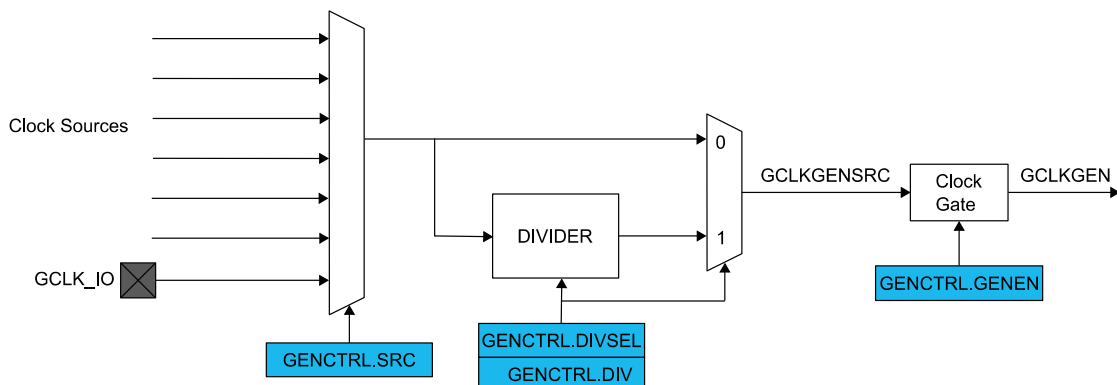 Clock Sources
GCLK_IO
GENCTRL.SRC
DIVIDER
GENCTRL.DIVSEL
GENCTRL.DIV
0
1
GCLKGENSRC
Clock
Gate
GCLKGEN
GENCTRL.GENEN